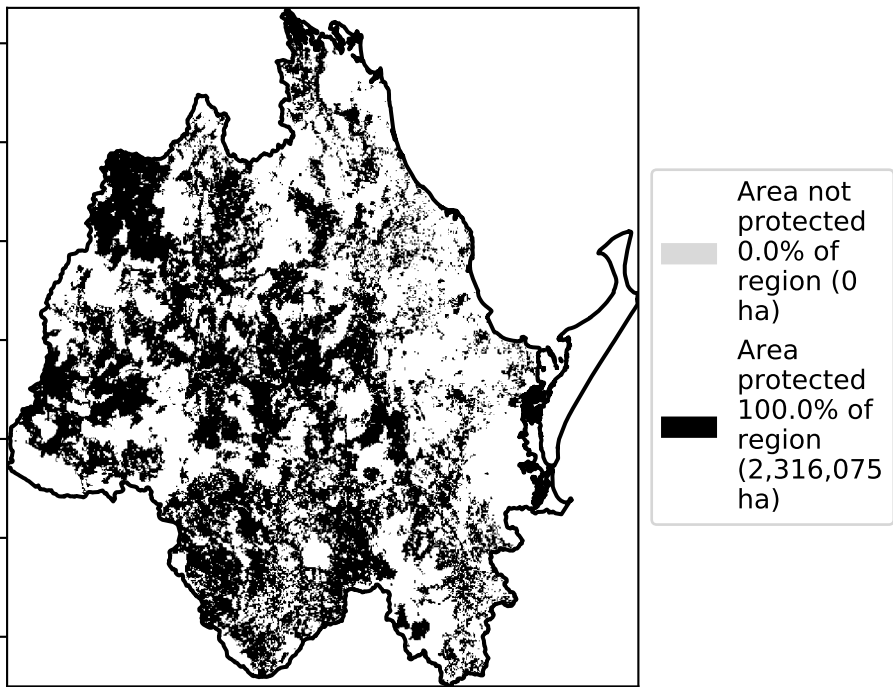 Area not
protected
0.0% of
region (0
ha)
Area
protected
100.0% of
region
(2,316,075
ha)